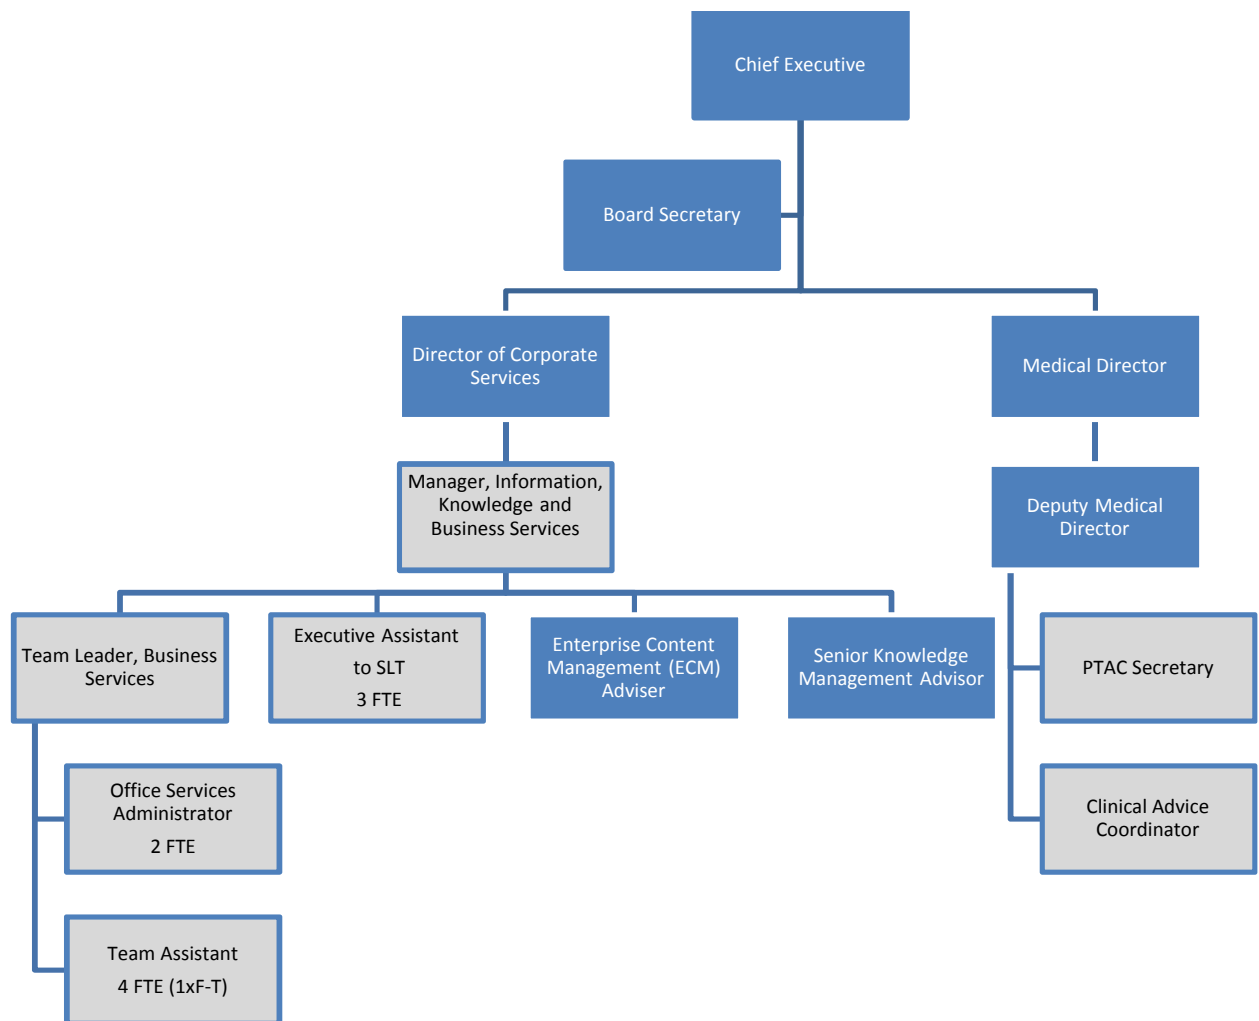 Chief Executive
Board Secretary
Director of Corporate
Services
Medical Director
Manager, Information,
Knowledge and
Business Services
Deputy Medical
Director
Team Leader, Business
Services
Executive Assistant
to SLT
3 FTE
Enterprise Content
Management (ECM)
Adviser
Senior Knowledge
Management Advisor
PTAC Secretary
Office Services
Administrator
2 FTE
Clinical Advice
Coordinator
Team Assistant
4 FTE (1xF-T)